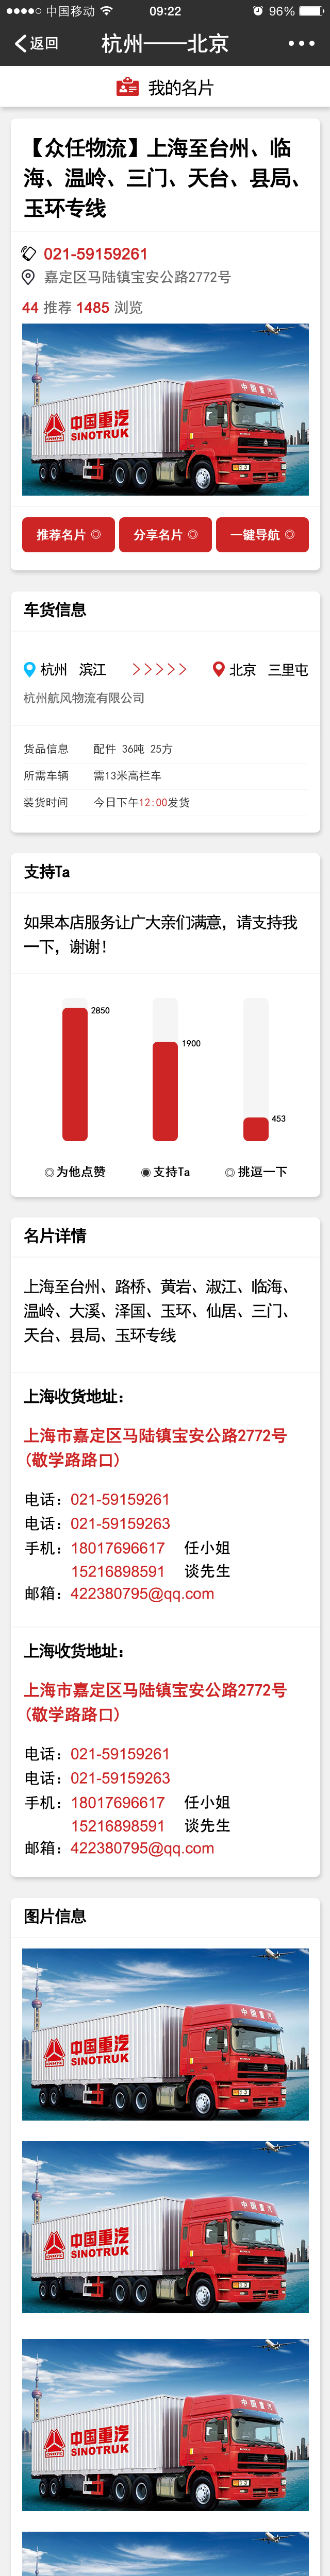 中国移动 09:22 96%
返回 杭州——北京
我的名片
【众任物流】上海至台州、临
海、温岭、三门、天台、县局、
玉环专线
021-59159261
嘉定区马陆镇宝安公路2772号
44 推荐 1485 浏览
中国重汽
中国重汽
SINOTRUK
推荐名片 ◎ 分享名片 ◎ 一键导航 ◎
车货信息
杭州 滨江 >>>>> 北京 三里屯
杭州航风物流有限公司
货品信息 配件 36吨 25方
所需车辆 需13米高栏车
装货时间 今日下午12:00发货
支持Ta
如果本店服务让广大亲们满意，请支持我
一下，谢谢！
2850
1900
453
◎为他点赞 ◉支持Ta ◎挑逗一下
名片详情
上海至台州、路桥、黄岩、淑江、临海、
温岭、大溪、泽国、玉环、仙居、三门、
天台、县局、玉环专线
上海收货地址：
上海市嘉定区马陆镇宝安公路2772号
(敬学路路口)
电话：021-59159261
电话：021-59159263
手机：18017696617 任小姐
15216898591 谈先生
邮箱：422380795@qq.com
上海收货地址：
上海市嘉定区马陆镇宝安公路2772号
(敬学路路口)
电话：021-59159261
电话：021-59159263
手机：18017696617 任小姐
15216898591 谈先生
邮箱：422380795@qq.com
图片信息
中国重汽
中国重汽
SINOTRUK
中国重汽
中国重汽
SINOTRUK
中国重汽
中国重汽
SINOTRUK